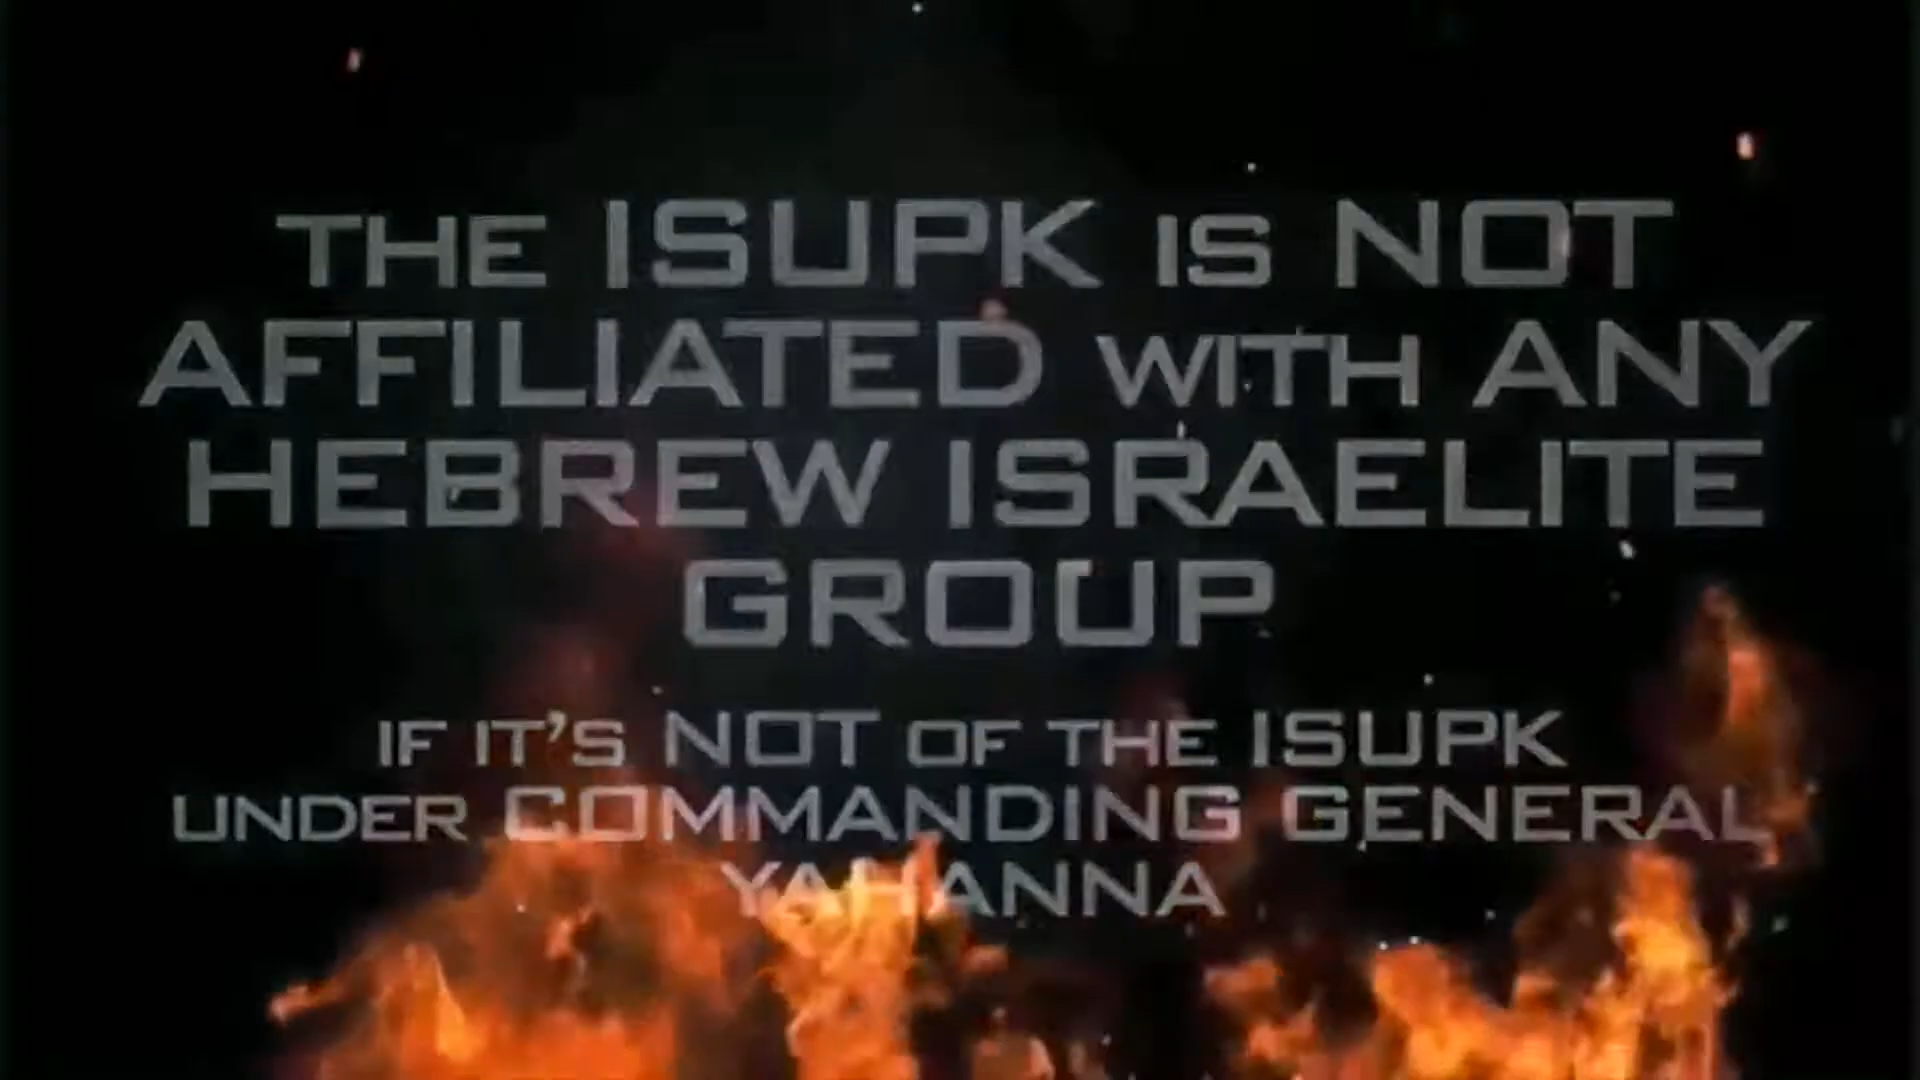 THE ISUPK IS NOT
AFFILIATED WITH ANY
HEBREW ISRAELITE
GROUP
IF IT'S NOT OF THE ISUPK
UNDER COMMANDING GENERAL
YAHANNA